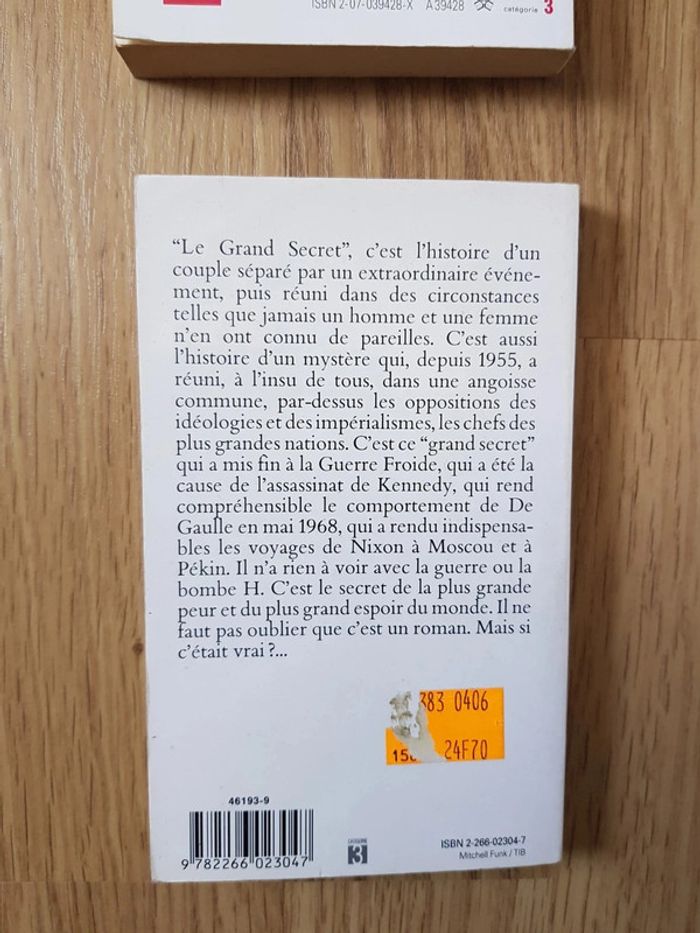 ISBN 2-07-039428-X A 39428 catégorie 3
“Le Grand Secret”, c’est l’histoire d’un
couple séparé par un extraordinaire événe-
ment, puis réuni dans des circonstances
telles que jamais un homme et une femme
n’en ont connu de pareilles. C’est aussi
l’histoire d’un mystère qui, depuis 1955, a
réuni, à l’insu de tous, dans une angoisse
commune, par-dessus les oppositions des
idéologies et des impérialismes, les chefs des
plus grandes nations. C’est ce “grand secret”
qui a mis fin à la Guerre Froide, qui a été la
cause de l’assassinat de Kennedy, qui rend
compréhensible le comportement de De
Gaulle en mai 1968, qui a rendu indispensa-
bles les voyages de Nixon à Moscou et à
Pékin. Il n’a rien à voir avec la guerre ou la
bombe H. C’est le secret de la plus grande
peur et du plus grand espoir du monde. Il ne
faut pas oublier que c’est un roman. Mais si
c’était vrai ?...
383 0406
24F70
46193-9
9 782266 023047
CATÉGORIE
3
ISBN 2-266-02304-7
Mitchell Funk / TIB